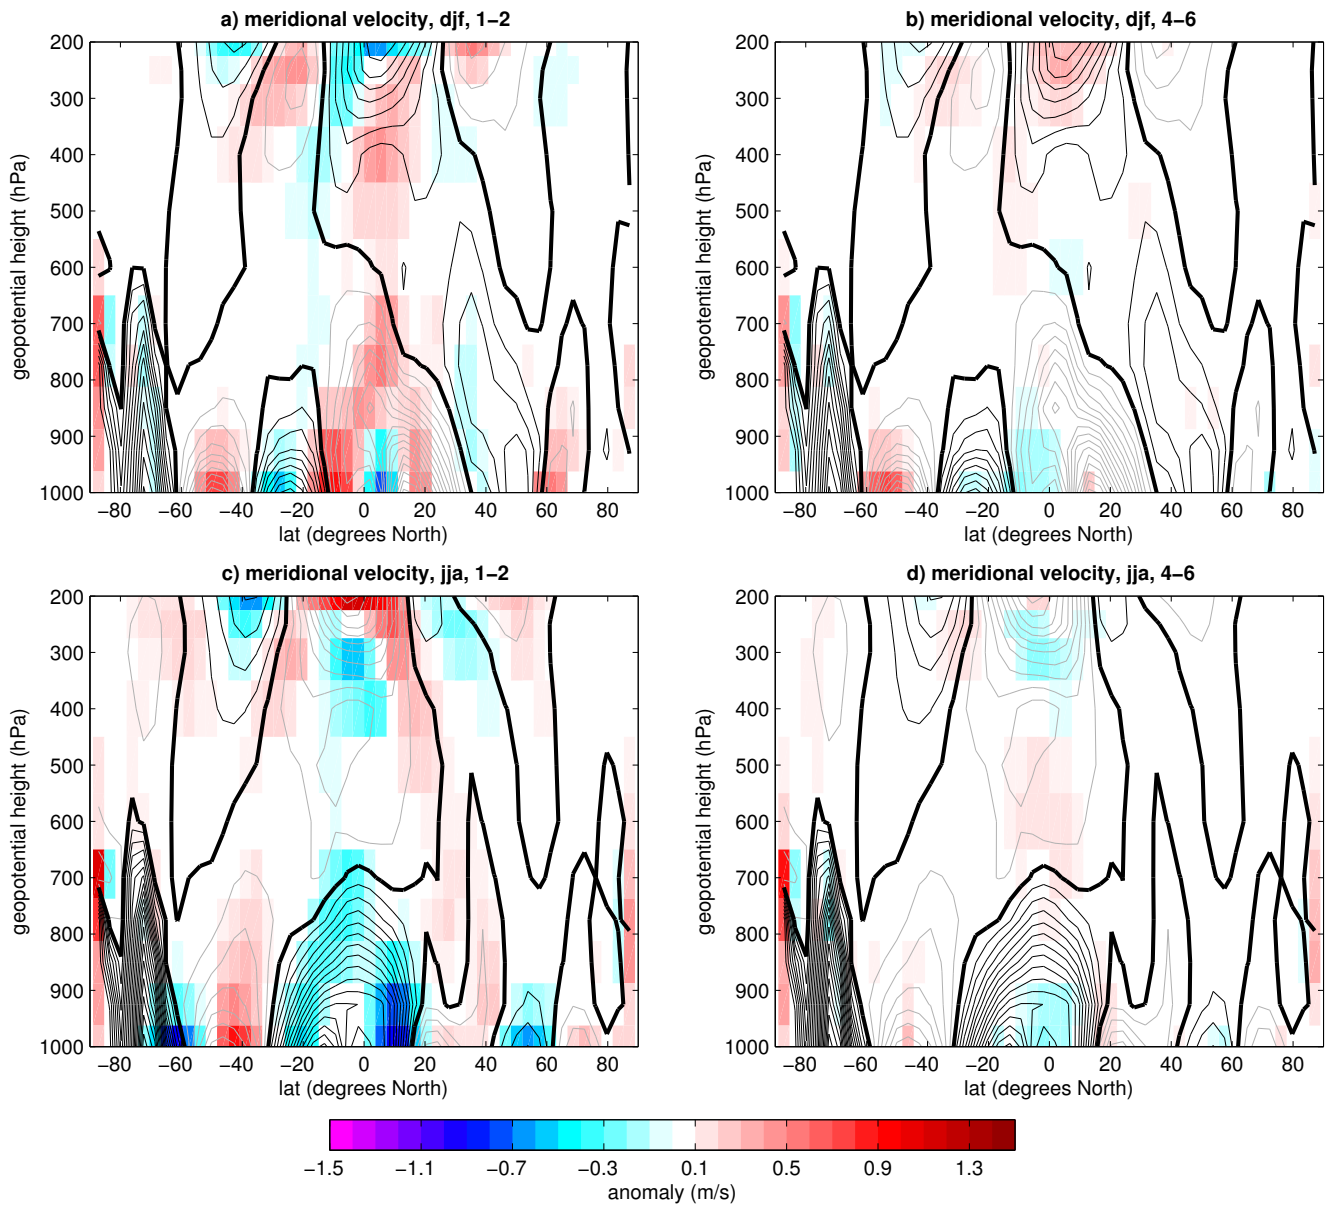 a) meridional velocity, djf, 1−2
b) meridional velocity, djf, 4−6
200
300
400
500
600
700
800
900
1000
geopotential height (hPa)
−80 −60 −40 −20 0 20 40 60 80
lat (degrees North)
200
300
400
500
600
700
800
900
1000
geopotential height (hPa)
−80 −60 −40 −20 0 20 40 60 80
lat (degrees North)
c) meridional velocity, jja, 1−2
d) meridional velocity, jja, 4−6
200
300
400
500
600
700
800
900
1000
geopotential height (hPa)
−80 −60 −40 −20 0 20 40 60 80
lat (degrees North)
200
300
400
500
600
700
800
900
1000
geopotential height (hPa)
−80 −60 −40 −20 0 20 40 60 80
lat (degrees North)
−1.5 −1.1 −0.7 −0.3 0.1 0.5 0.9 1.3
anomaly (m/s)